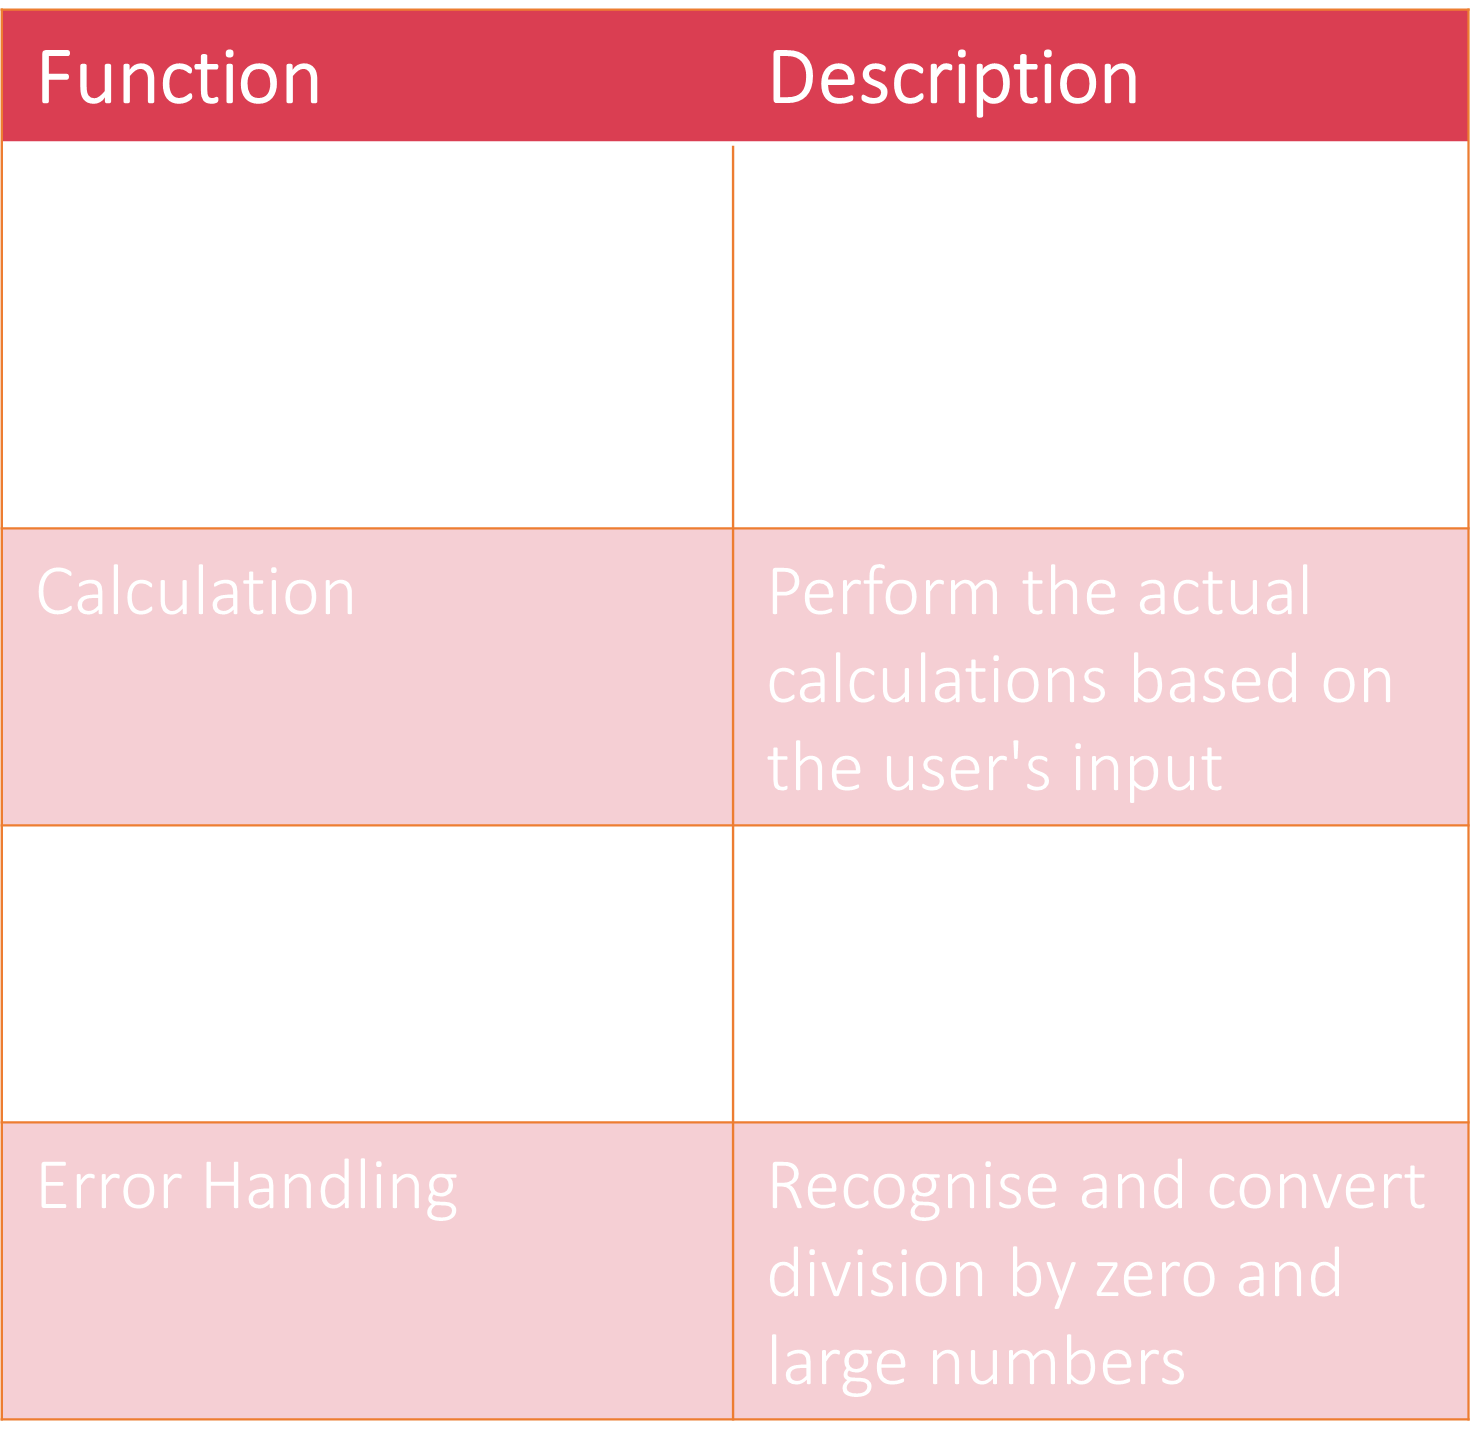 Function Description
Calculation Perform the actual
calculations based on
the user's input
Error Handling Recognise and convert
division by zero and
large numbers